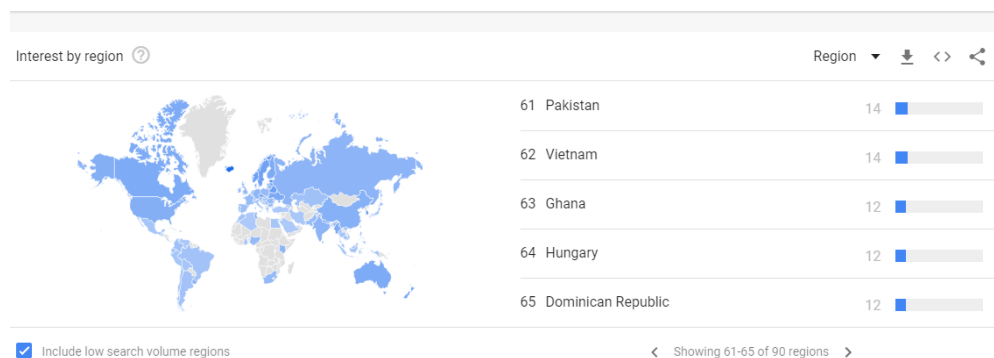 Interest by region
Region
61 Pakistan 14
62 Vietnam 14
63 Ghana 12
64 Hungary 12
65 Dominican Republic 12
Include low search volume regions
Showing 61-65 of 90 regions